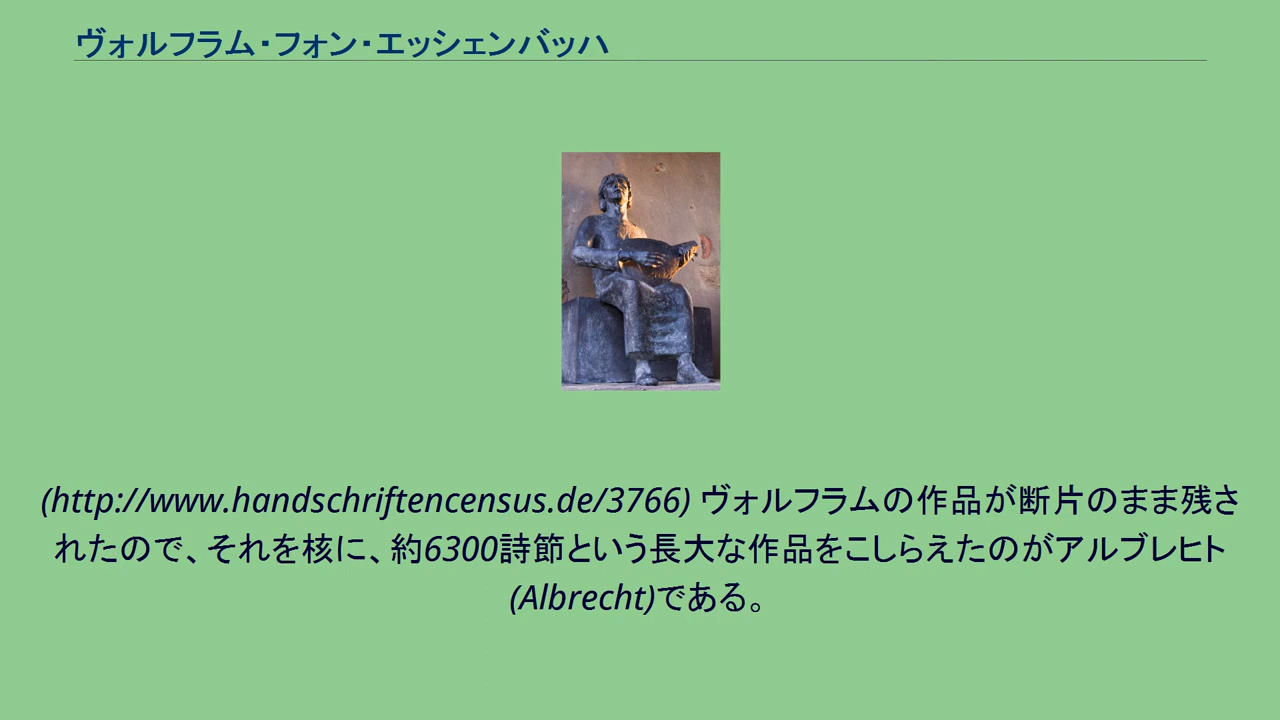 ヴォルフラム・フォン・エッシェンバッハ
(http://www.handschriftencensus.de/3766) ヴォルフラムの作品が断片のまま残さ
れたので、それを核に、約6300詩節という長大な作品をこしらえたのがアルブレヒト
(Albrecht)である。